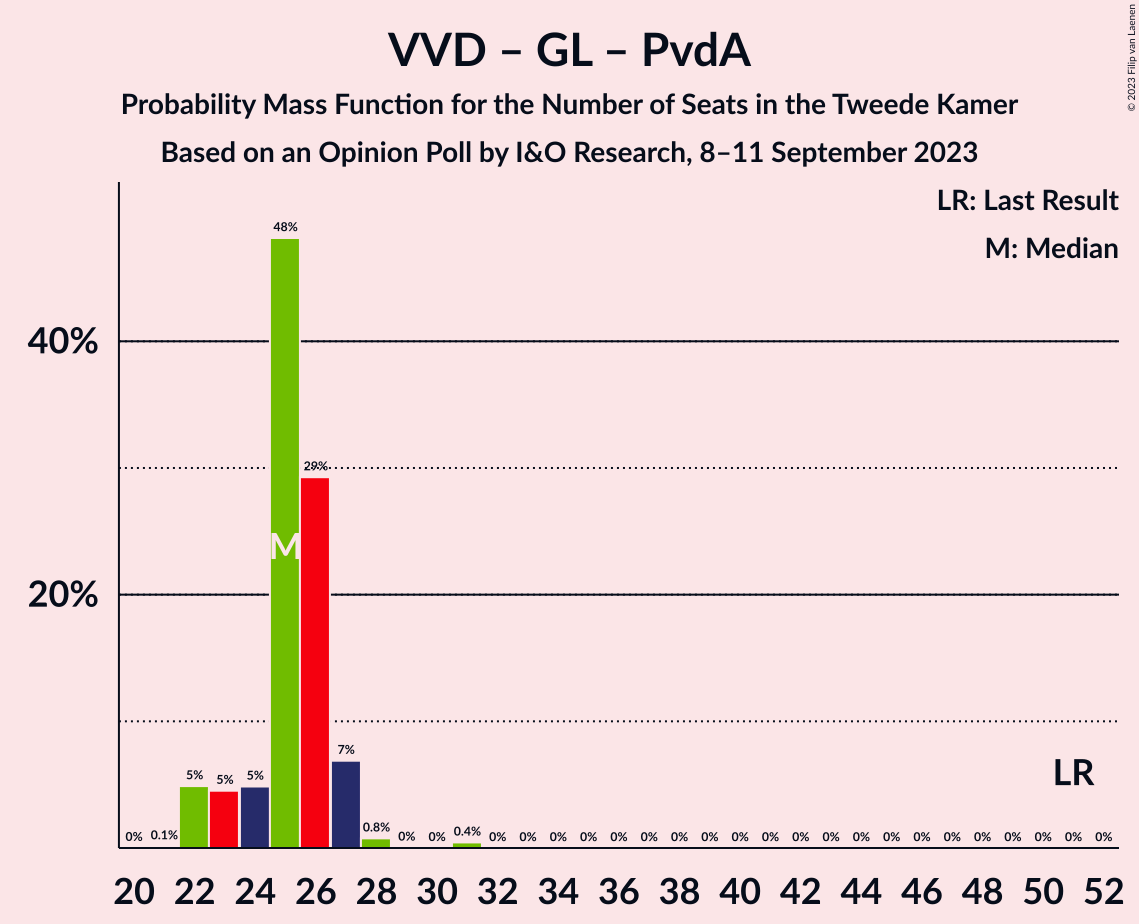 VVD – GL – PvdA
Probability Mass Function for the Number of Seats in the Tweede Kamer
Based on an Opinion Poll by I&O Research, 8–11 September 2023
© 2023 Filip van Laenen
LR: Last Result
M: Median
48%
40%
29%
M
20%
7%
LR
5% 5% 5%
0% 0.1% 0.8% 0% 0% 0.4% 0% 0% 0% 0% 0% 0% 0% 0% 0% 0% 0% 0% 0% 0% 0% 0% 0% 0% 0% 0% 0%
20 22 24 26 28 30 32 34 36 38 40 42 44 46 48 50 52